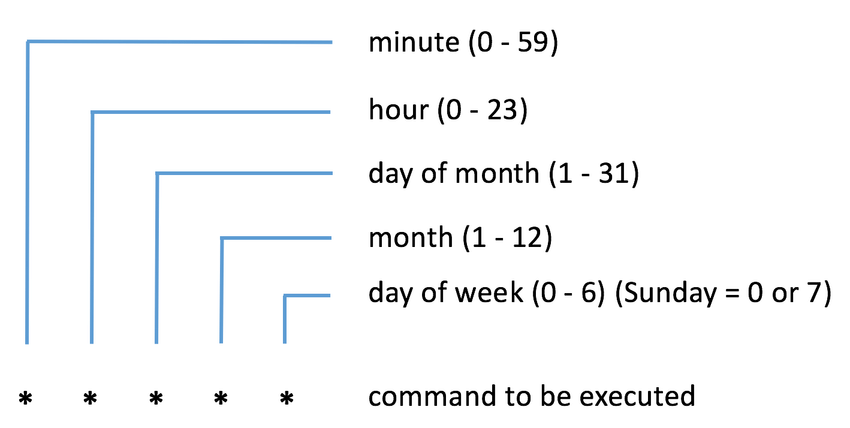 minute (0 - 59)
hour (0 - 23)
day of month (1 - 31)
month (1 - 12)
day of week (0 - 6) (Sunday = 0 or 7)
* * * * * command to be executed